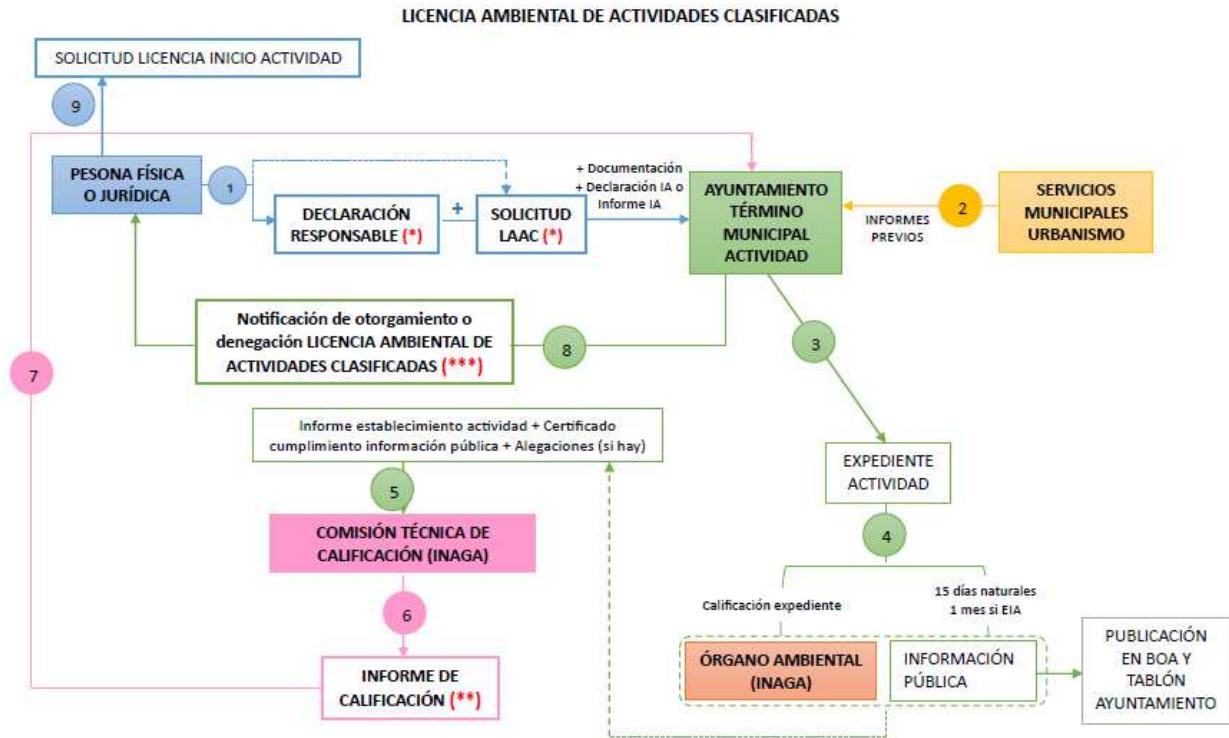 LICENCIA AMBIENTAL DE ACTIVIDADES CLASIFICADAS
SOLICITUD LICENCIA INICIO ACTIVIDAD
9
PESONA FÍSICA
O JURÍDICA
1
DECLARACIÓN
RESPONSABLE (*)
+
SOLICITUD
LAAC (*)
+ Documentación
+ Declaración IA o
Informe IA
AYUNTAMIENTO
TÉRMINO
MUNICIPAL
ACTIVIDAD
INFORMES
PREVIOS
2
SERVICIOS
MUNICIPALES
URBANISMO
Notificación de otorgamiento o
denegación LICENCIA AMBIENTAL DE
ACTIVIDADES CLASIFICADAS (***)
8
3
7
Informe establecimiento actividad + Certificado
cumplimiento información pública + Alegaciones (si hay)
EXPEDIENTE
ACTIVIDAD
5
4
COMISIÓN TÉCNICA DE
CALIFICACIÓN (INAGA)
6
Calificación expediente
15 días naturales
1 mes si EIA
INFORME DE
CALIFICACIÓN (**)
ÓRGANO AMBIENTAL
(INAGA)
INFORMACIÓN
PÚBLICA
PUBLICACIÓN
EN BOA Y
TABLÓN
AYUNTAMIENTO